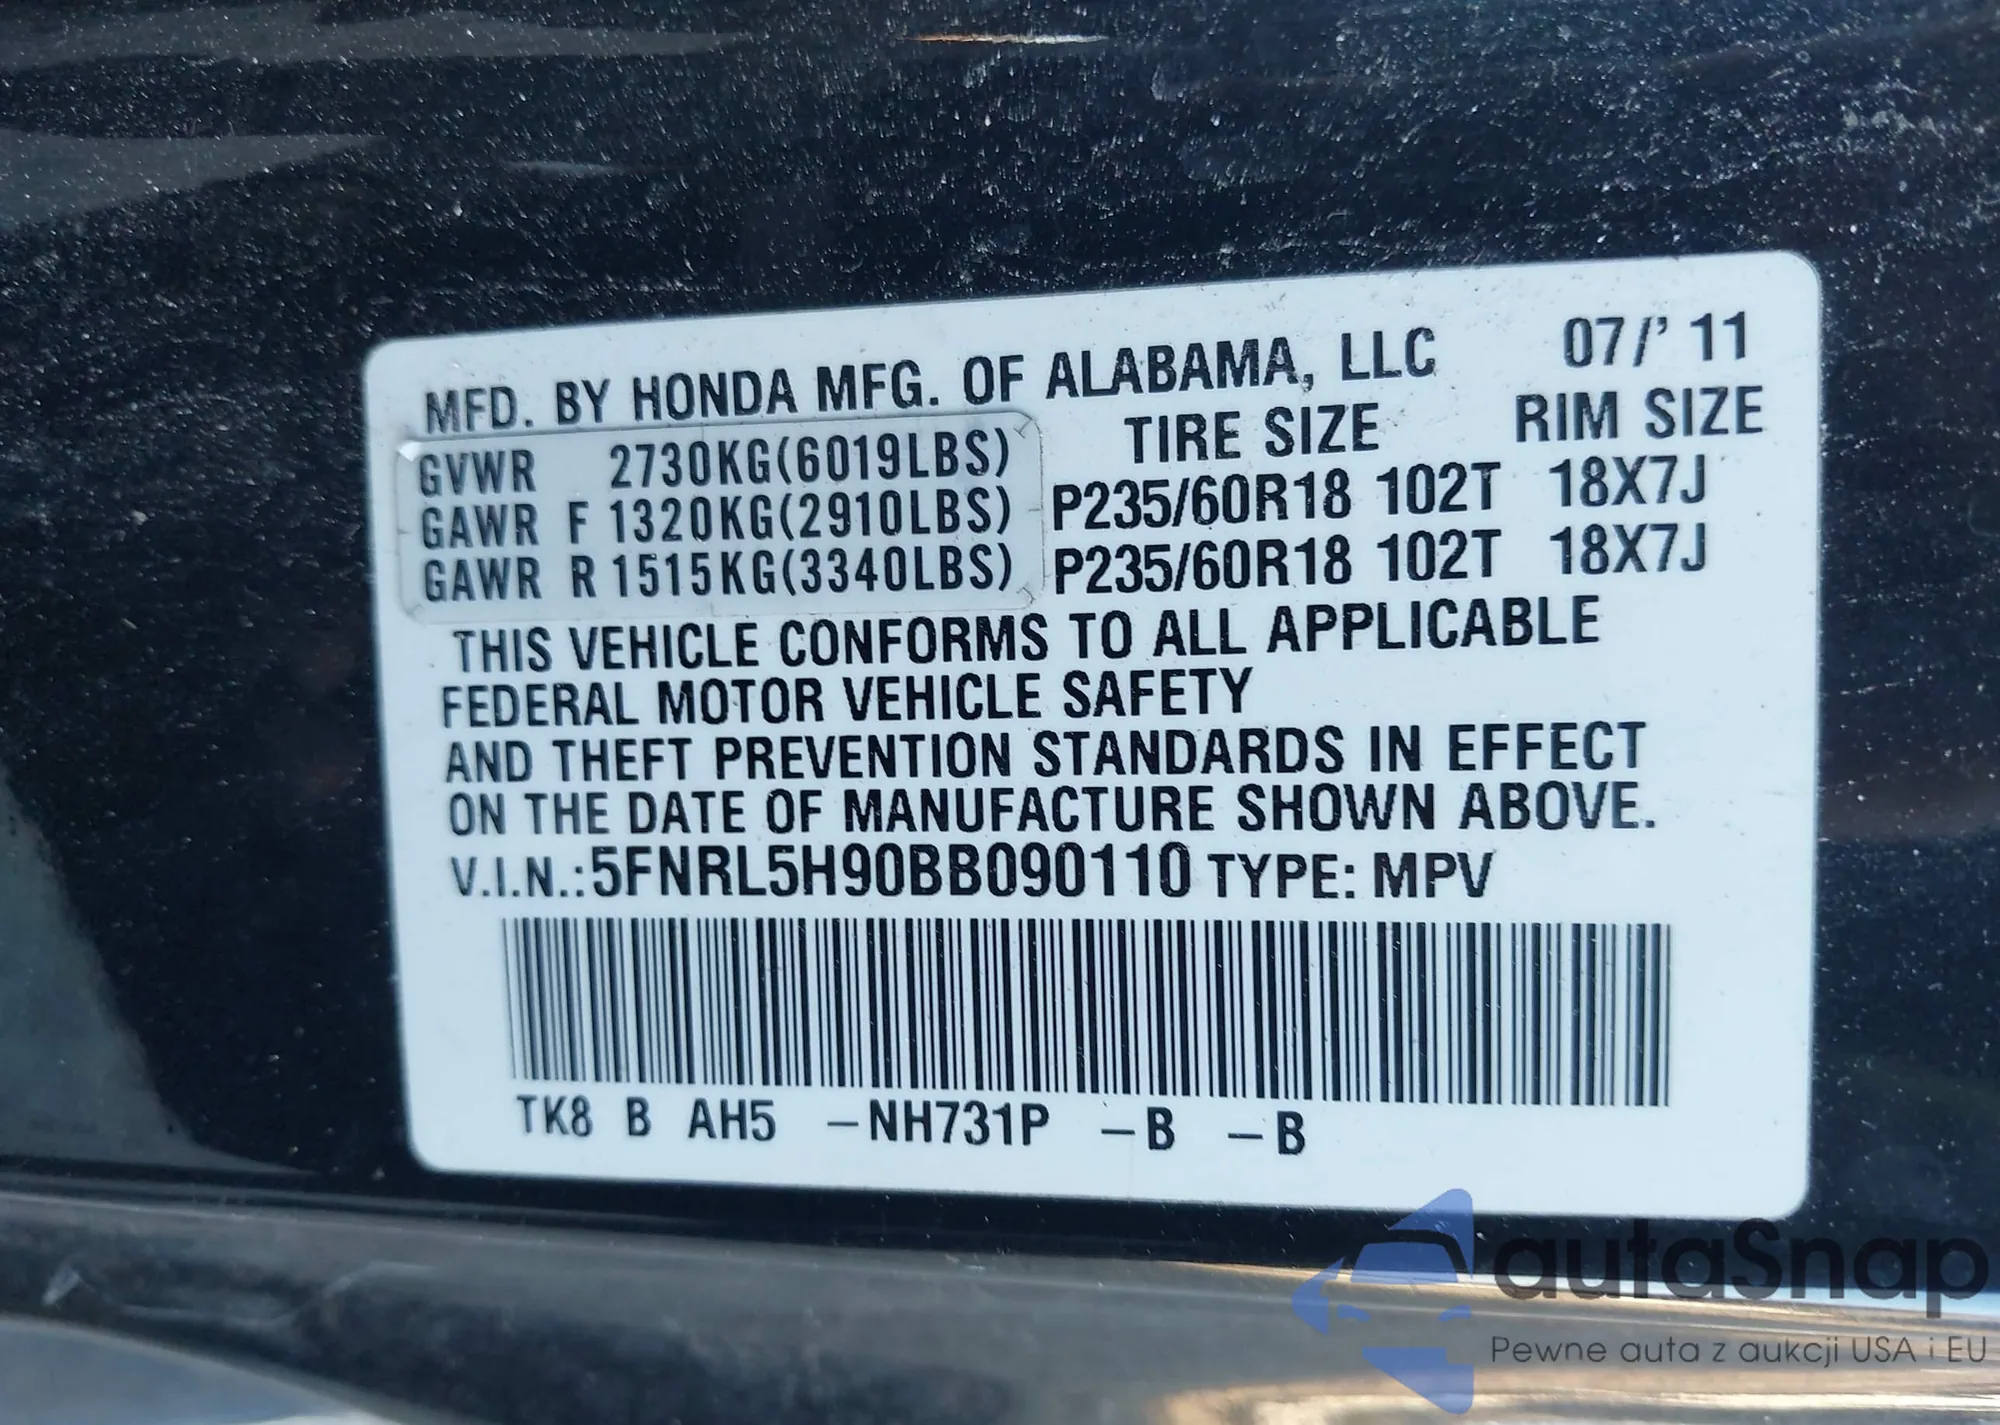 MFD. BY HONDA MFG. OF ALABAMA, LLC 07/' 11
TIRE SIZE RIM SIZE
GVWR 2730KG(6019LBS)
GAWR F 1320KG(2910LBS) P235/60R18 102T 18X7J
GAWR R 1515KG(3340LBS) P235/60R18 102T 18X7J
THIS VEHICLE CONFORMS TO ALL APPLICABLE
FEDERAL MOTOR VEHICLE SAFETY
AND THEFT PREVENTION STANDARDS IN EFFECT
ON THE DATE OF MANUFACTURE SHOWN ABOVE.
V.I.N.:5FNRL5H90BB090110 TYPE: MPV
TK8 B AH5 -NH731P -B -B
autaSnap
Pewne auta z aukcji USA i EU